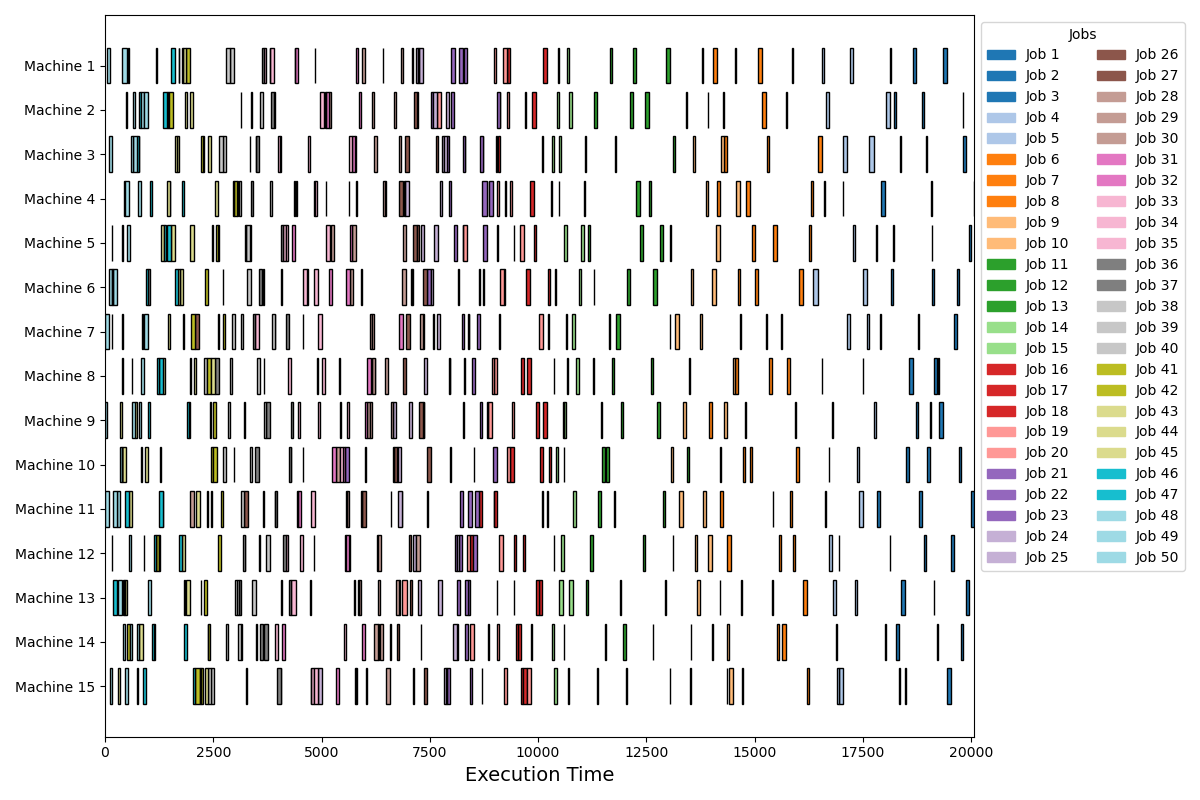 Machine 1
Machine 2
Machine 3
Machine 4
Machine 5
Machine 6
Machine 7
Machine 8
Machine 9
Machine 10
Machine 11
Machine 12
Machine 13
Machine 14
Machine 15
0 2500 5000 7500 10000 12500 15000 17500 20000
Execution Time
Jobs
Job 1
Job 2
Job 3
Job 4
Job 5
Job 6
Job 7
Job 8
Job 9
Job 10
Job 11
Job 12
Job 13
Job 14
Job 15
Job 16
Job 17
Job 18
Job 19
Job 20
Job 21
Job 22
Job 23
Job 24
Job 25
Job 26
Job 27
Job 28
Job 29
Job 30
Job 31
Job 32
Job 33
Job 34
Job 35
Job 36
Job 37
Job 38
Job 39
Job 40
Job 41
Job 42
Job 43
Job 44
Job 45
Job 46
Job 47
Job 48
Job 49
Job 50